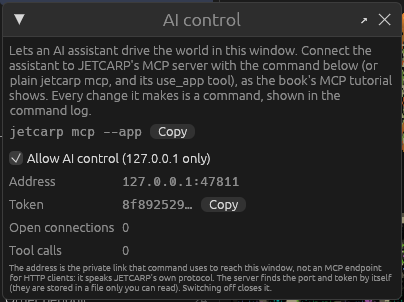 AI control
Lets an AI assistant drive the world in this window. Connect the
assistant to JETCARP's MCP server with the command below (or
plain jetcarp mcp, and its use_app tool), as the book's MCP tutorial
shows. Every change it makes is a command, shown in the
command log.
jetcarp mcp --app Copy
Allow AI control (127.0.0.1 only)
Address 127.0.0.1:47811
Token 8f892529… Copy
Open connections 0
Tool calls 0
The address is the private link that command uses to reach this window, not an MCP endpoint
for HTTP clients: it speaks JETCARP's own protocol. The server finds the port and token by itself
(they are stored in a file only you can read). Switching off closes it.